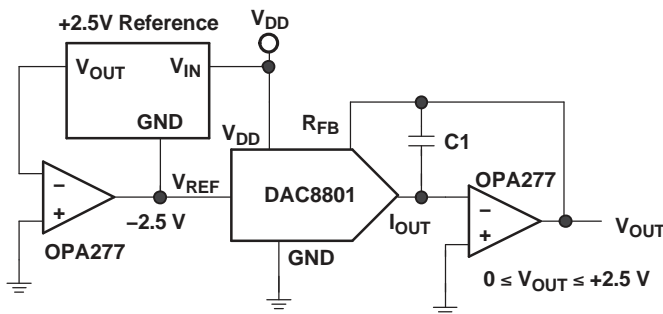 +2.5V Reference
VDD
VOUT
VIN
GND
VDD
RFB
C1
−
+
OPA277
VREF
−2.5 V
DAC8801
GND
IOUT
OPA277
−
+
VOUT
0 ≤ VOUT ≤ +2.5 V